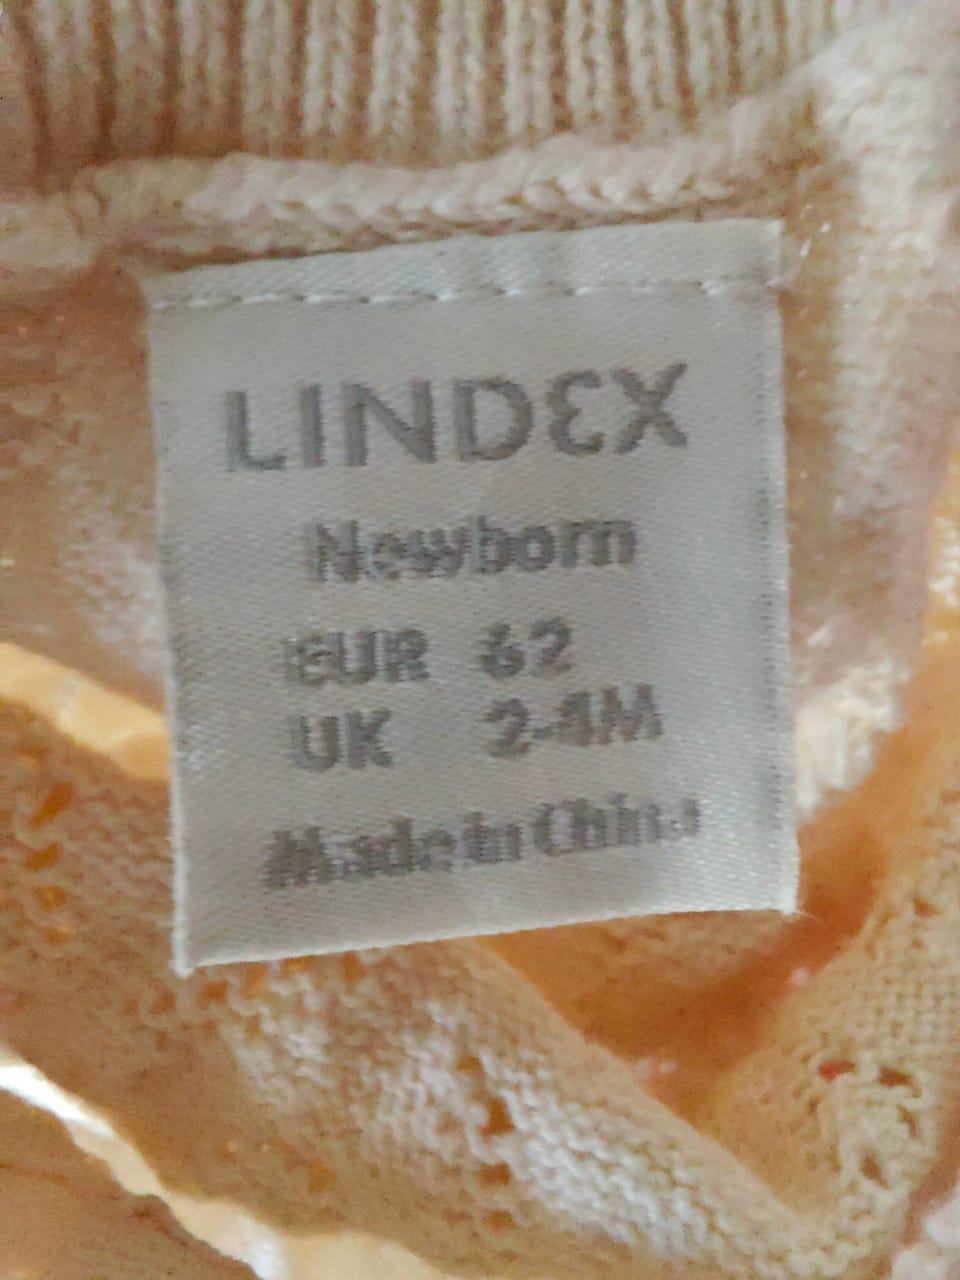 LINDEX
Newborn
EUR 62
UK 2-4M
Made in China